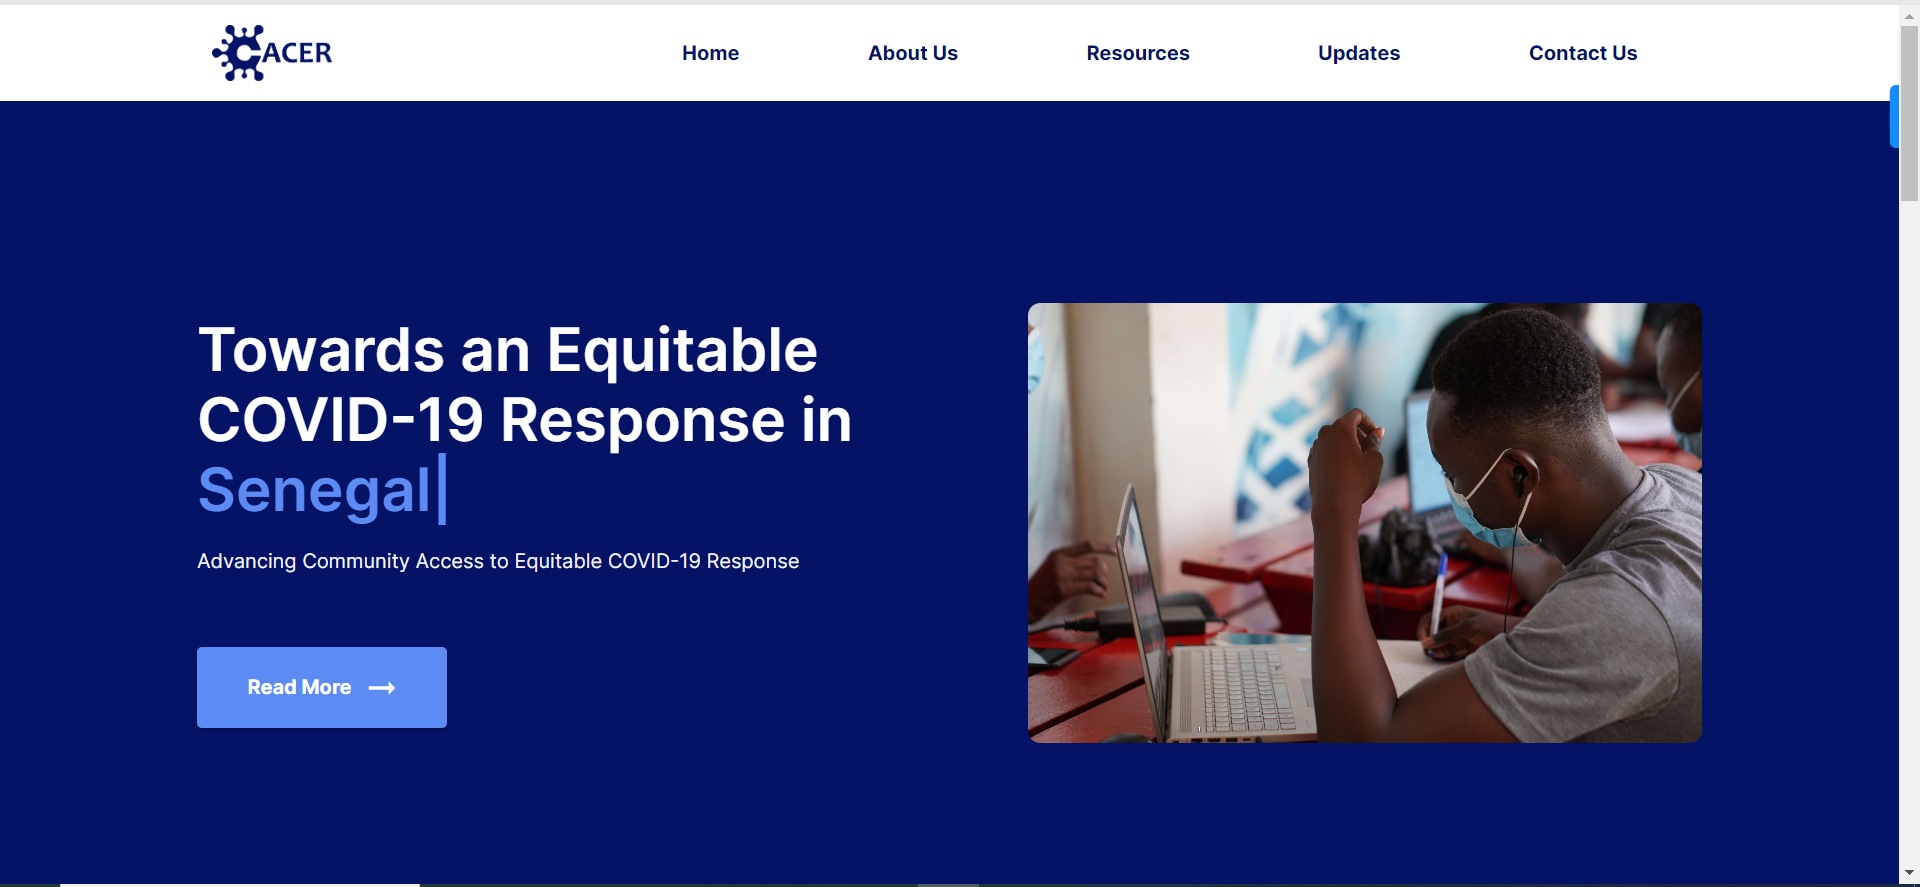 CACER
Home
About Us
Resources
Updates
Contact Us
Towards an Equitable
COVID-19 Response in
Senegal|
Advancing Community Access to Equitable COVID-19 Response
Read More